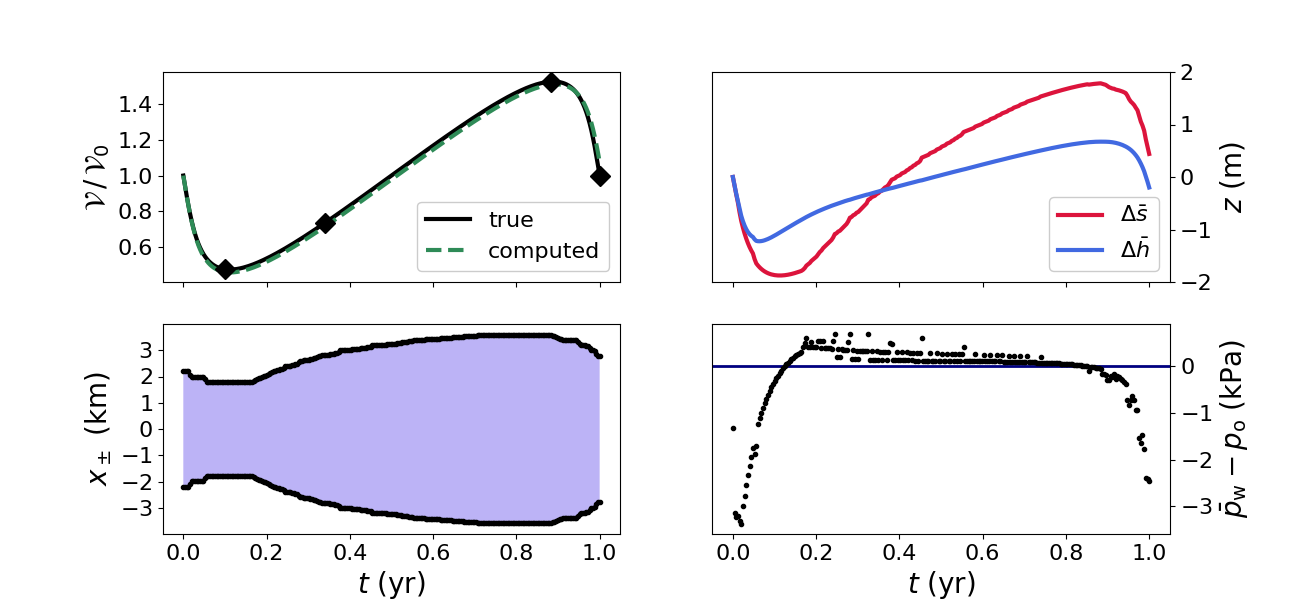 𝒱/𝒱₀
1.4
1.2
1.0
0.8
0.6
true
computed
2
1
0
−1
−2
z (m)
Δs̄
Δh̄
x± (km)
3
2
1
0
−1
−2
−3
0.0 0.2 0.4 0.6 0.8 1.0
t (yr)
0
−1
−2
−3
p̄w − po (kPa)
0.0 0.2 0.4 0.6 0.8 1.0
t (yr)